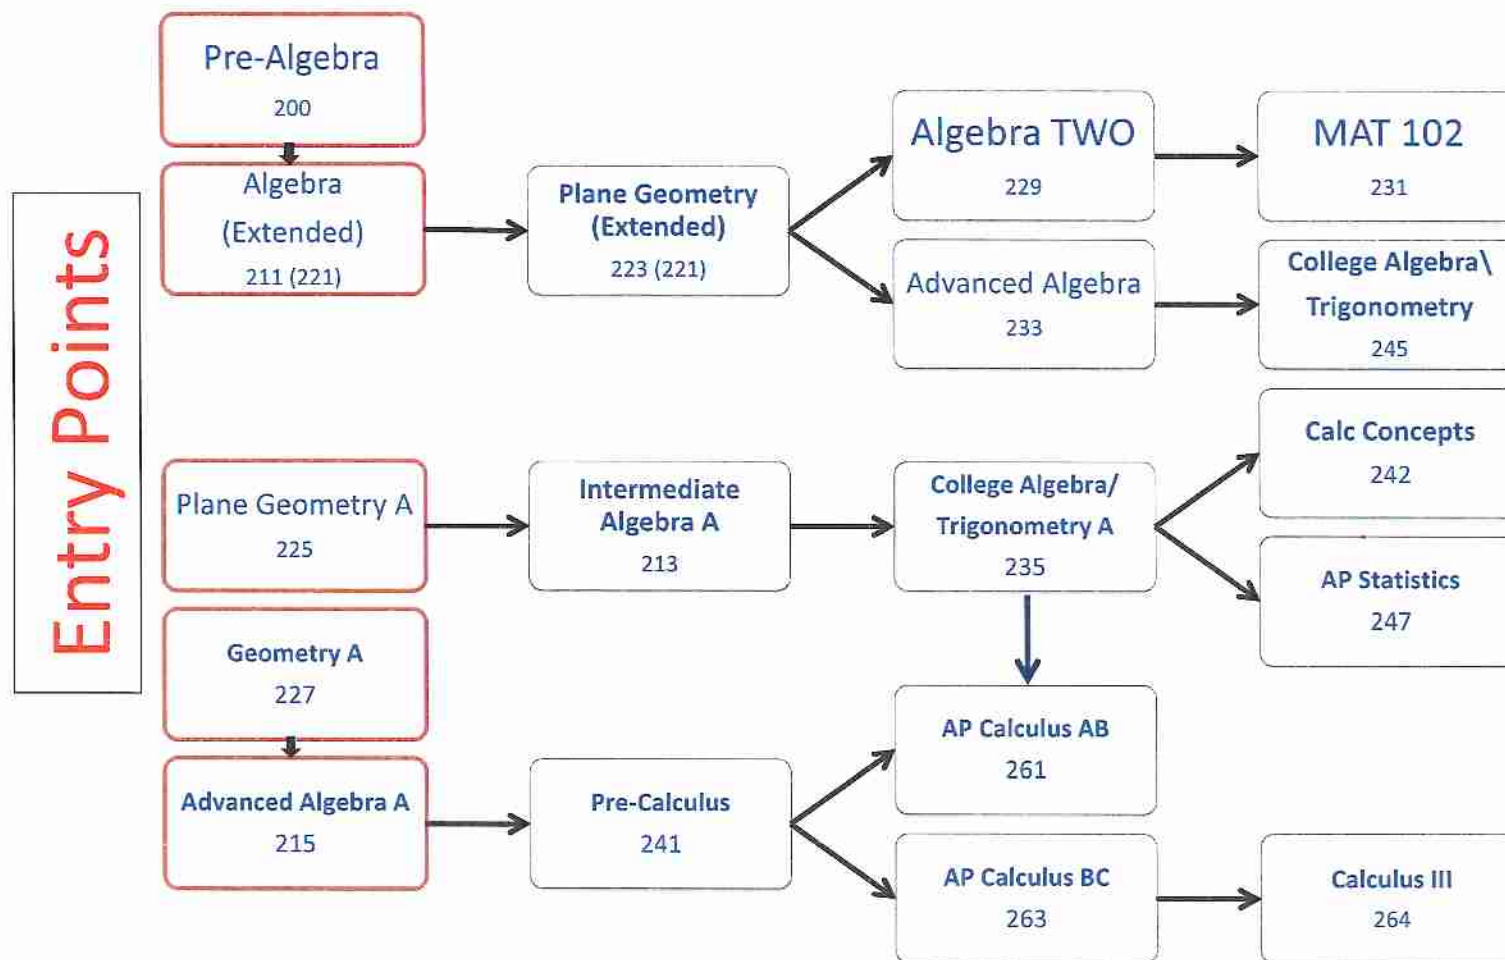 Entry Points
Pre-Algebra
200
Algebra
(Extended)
211 (221)
Plane Geometry
(Extended)
223 (221)
Algebra TWO
229
MAT 102
231
Advanced Algebra
233
College Algebra\
Trigonometry
245
Plane Geometry A
225
Intermediate
Algebra A
213
College Algebra/
Trigonometry A
235
Calc Concepts
242
AP Statistics
247
Geometry A
227
Advanced Algebra A
215
Pre-Calculus
241
AP Calculus AB
261
AP Calculus BC
263
Calculus III
264